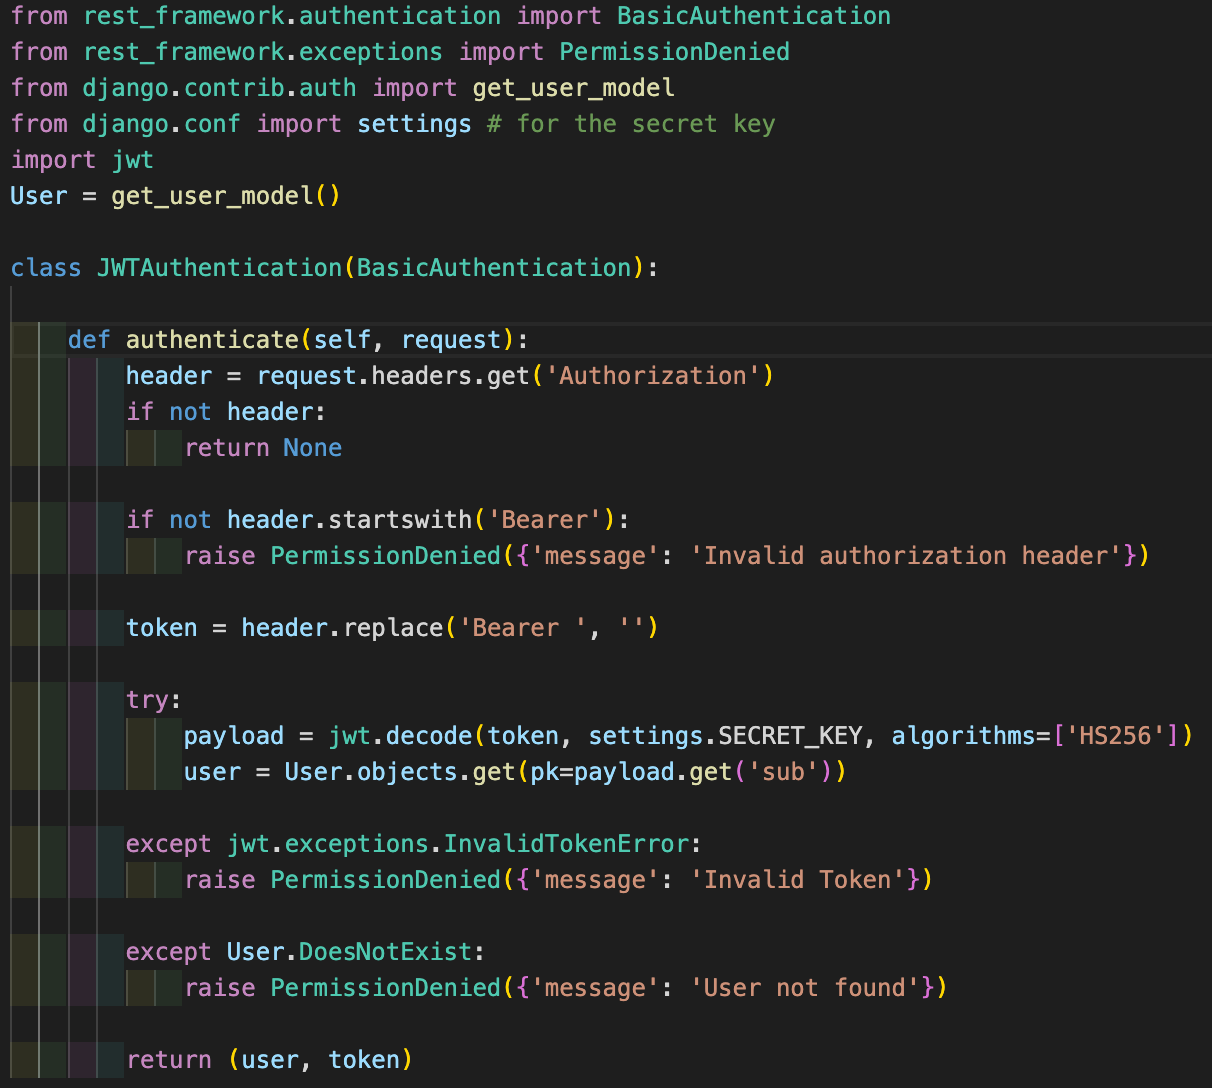 from rest_framework.authentication import BasicAuthentication
from rest_framework.exceptions import PermissionDenied
from django.contrib.auth import get_user_model
from django.conf import settings # for the secret key
import jwt
User = get_user_model()
class JWTAuthentication(BasicAuthentication):
def authenticate(self, request):
header = request.headers.get('Authorization')
if not header:
return None
if not header.startswith('Bearer'):
raise PermissionDenied({'message': 'Invalid authorization header'})
token = header.replace('Bearer ', '')
try:
payload = jwt.decode(token, settings.SECRET_KEY, algorithms=['HS256'])
user = User.objects.get(pk=payload.get('sub'))
except jwt.exceptions.InvalidTokenError:
raise PermissionDenied({'message': 'Invalid Token'})
except User.DoesNotExist:
raise PermissionDenied({'message': 'User not found'})
return (user, token)